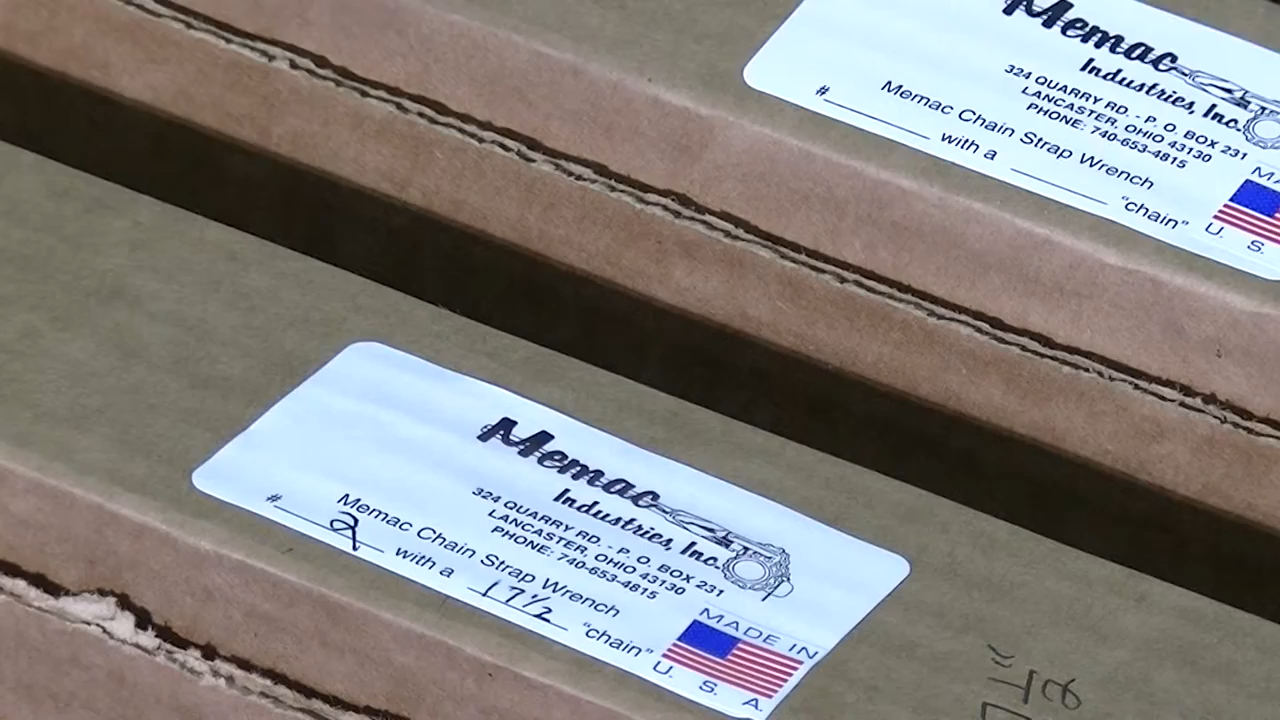 Memac
Industries, Inc.
324 QUARRY RD. - P. O. BOX 231
LANCASTER, OHIO 43130
PHONE: 740-653-4815
Memac Chain Strap Wrench
# with a "chain"
U. S.
Memac
Industries, Inc.
324 QUARRY RD. - P. O. BOX 231
LANCASTER, OHIO 43130
PHONE: 740-653-4815
Memac Chain Strap Wrench
# 2 with a 17 1/2 "chain"
MADE IN
U. S. A.